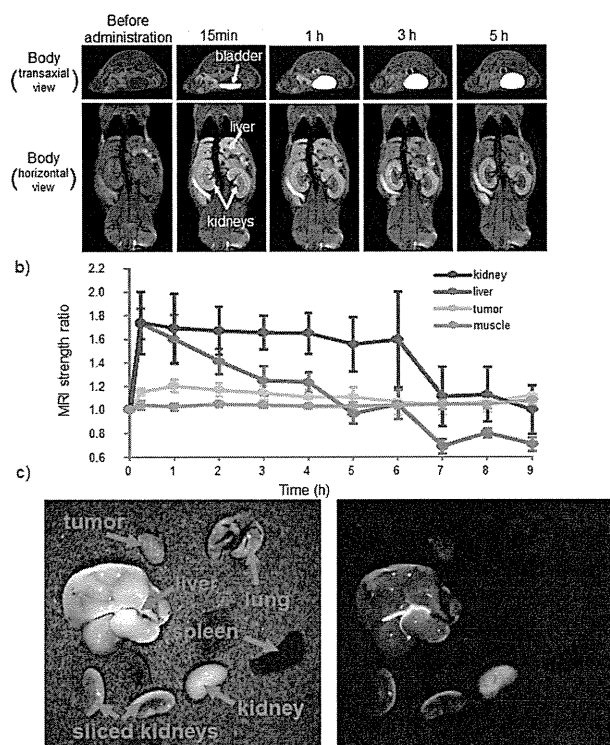 Before administration
15min
1 h
3 h
5 h
Body
(transaxial view)
bladder
Body
(horizontal view)
liver
kidneys
b)
MRI strength ratio
2.2
2.0
1.8
1.6
1.4
1.2
1.0
0.8
0.6
kidney
liver
tumor
muscle
0 1 2 3 4 5 6 7 8 9
Time (h)
c)
tumor
liver
lung
spleen
kidney
sliced kidneys